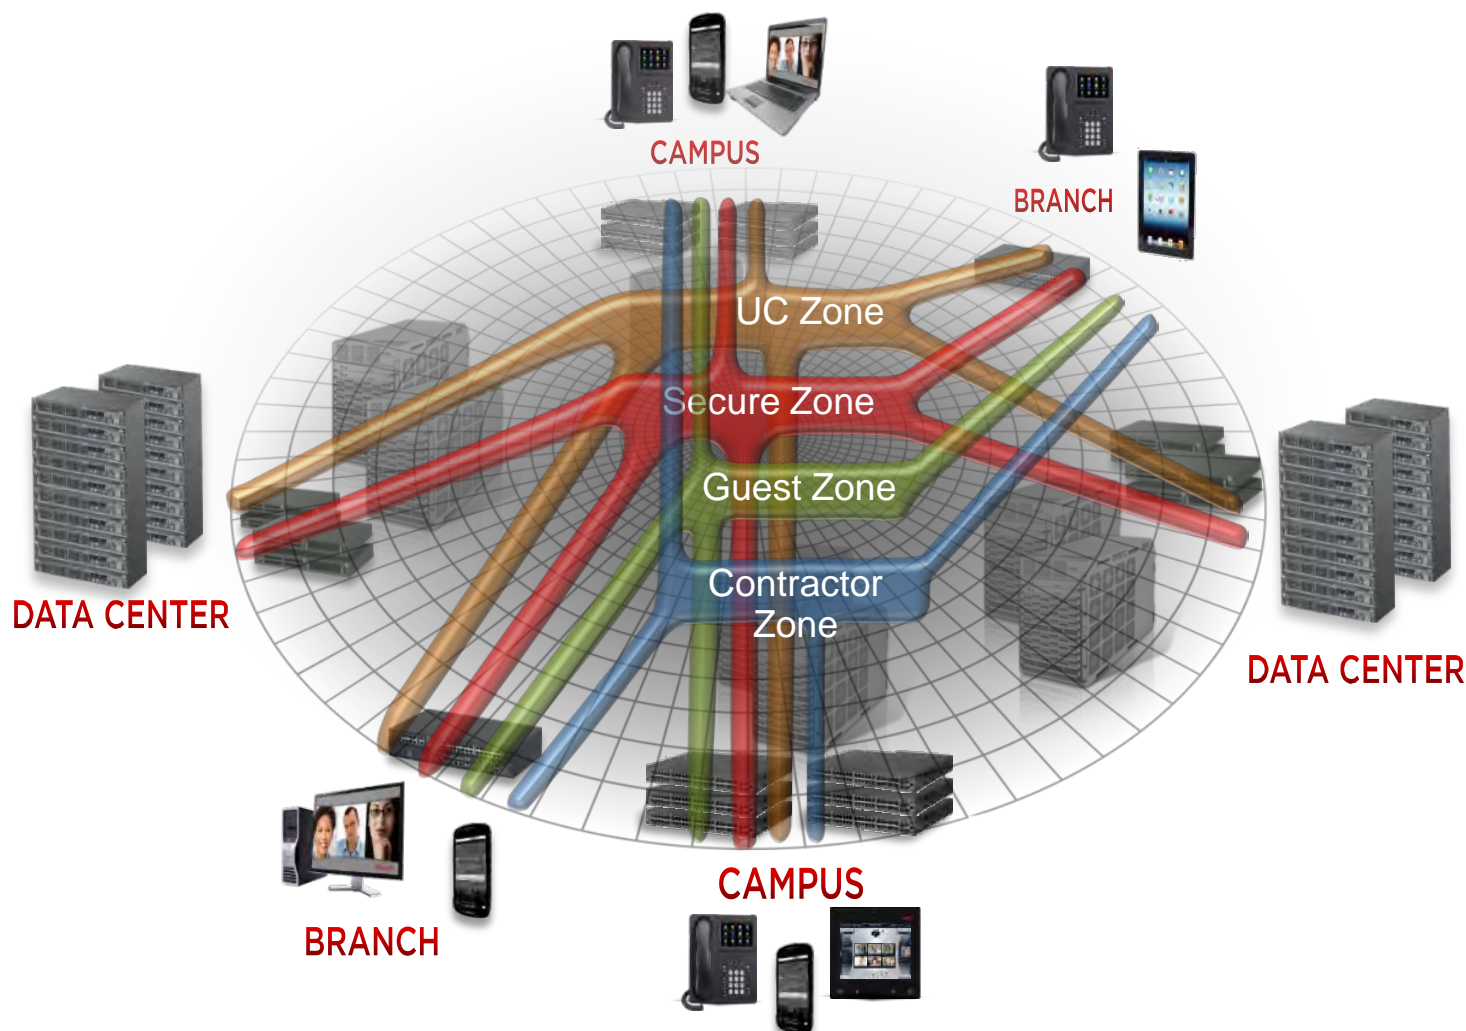 CAMPUS
BRANCH
UC Zone
Secure Zone
Guest Zone
Contractor
Zone
DATA CENTER
DATA CENTER
CAMPUS
BRANCH